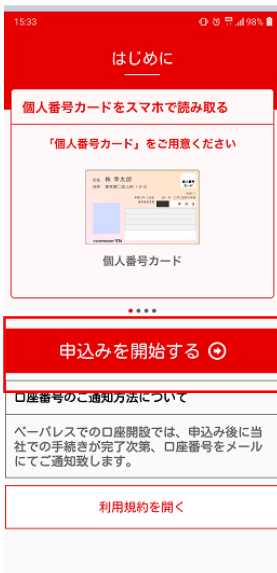 15:33
98%
はじめに
個人番号カードをスマホで読み取る
「個人番号カード」をご用意ください
個人番号カード
申込みを開始する
口座番号のご通知方法について
ペーパレスでの口座開設では、申込み後に当
社での手続きが完了次第、口座番号をメール
にてご通知致します。
利用規約を開く